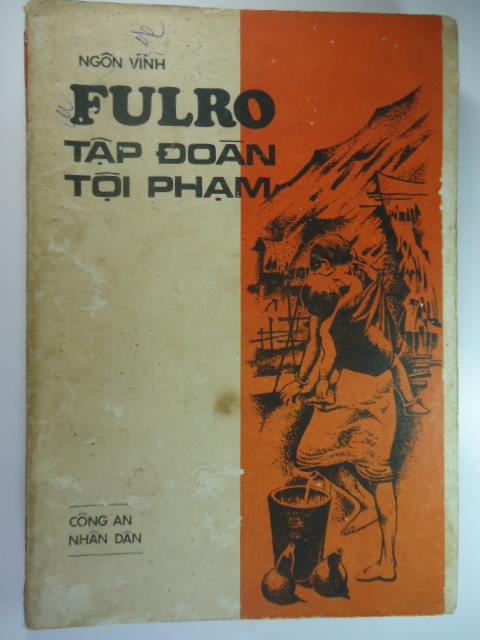 NGÔN VĨNH
FULRO
TẬP ĐOÀN
TỘI PHẠM
CÔNG AN
NHÂN DÂN